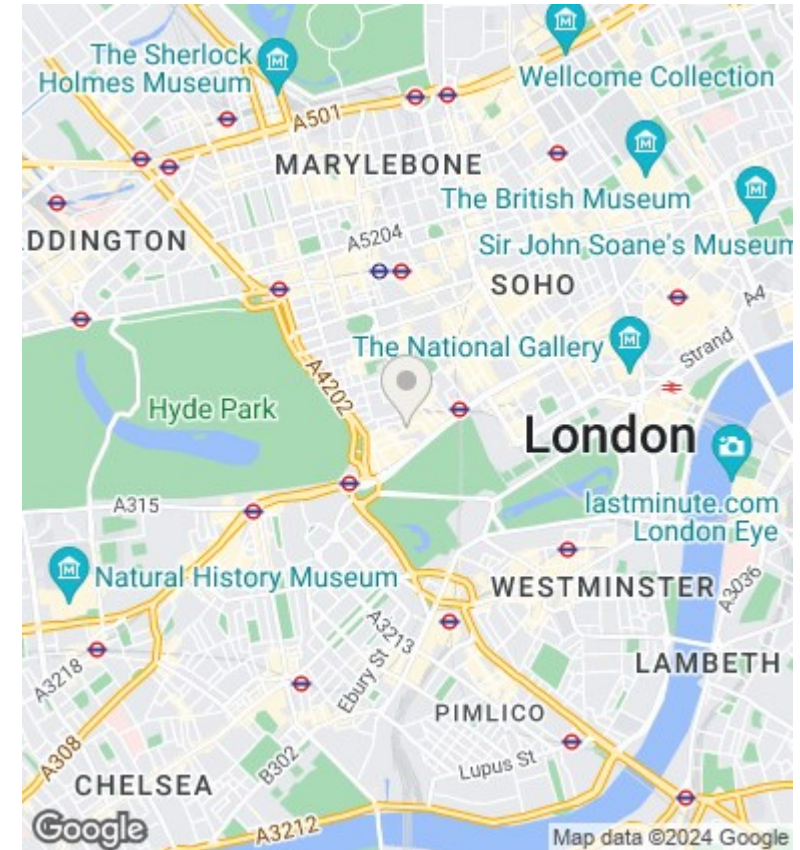 The Sherlock
Holmes Museum
Wellcome Collection
A501
MARYLEBONE
The British Museum
DDINGTON
A5204
Sir John Soane's Museum
SOHO
A4
Strand
The National Gallery
A4202
Hyde Park
London
A315
lastminute.com
London Eye
Natural History Museum
WESTMINSTER
A3036
A3213
Ebury St
A3218
LAMBETH
PIMLICO
A308
B302
Lupus St
CHELSEA
A3212
Google
Map data ©2024 Google